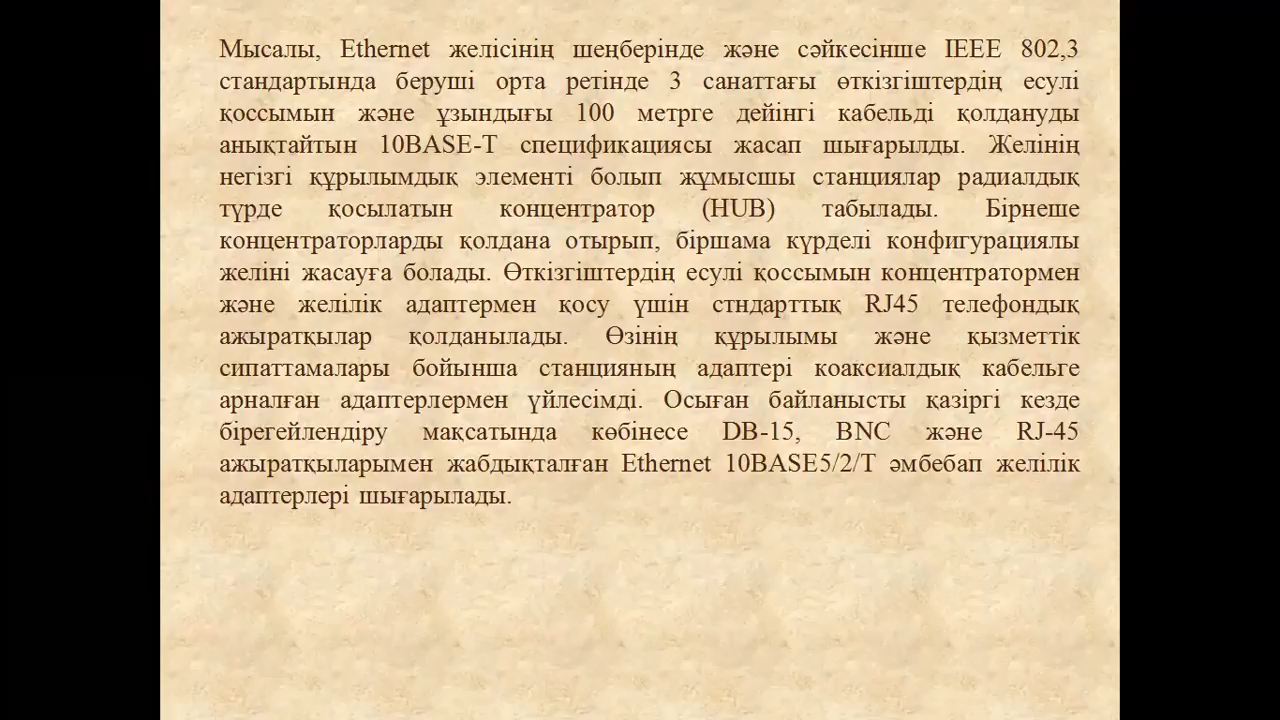 Мысалы, Ethernet желісінің шеңберінде және сәйкесінше IEEE 802,3
стандартында беруші орта ретінде 3 санаттағы өткізгіштердің есулі
қоссымын және ұзындығы 100 метрге дейінгі кабельді қолдануды
анықтайтын 10BASE-T спецификациясы жасап шығарылды. Желінің
негізгі құрылымдық элементі болып жұмысшы станциялар радиалдық
түрде қосылатын концентратор (HUB) табылады. Бірнеше
концентраторларды қолдана отырып, біршама күрделі конфигурациялы
желіні жасауға болады. Өткізгіштердің есулі қоссымын концентратормен
және желілік адаптермен қосу үшін стндарттық RJ45 телефондық
ажыратқылар қолданылады. Өзінің құрылымы және қызметтік
сипаттамалары бойынша станцияның адаптері коаксиалдық кабельге
арналған адаптерлермен үйлесімді. Осыған байланысты қазіргі кезде
бірегейлендіру мақсатында көбінесе DB-15, BNC және RJ-45
ажыратқыларымен жабдықталған Ethernet 10BASE5/2/T әмбебап желілік
адаптерлері шығарылады.